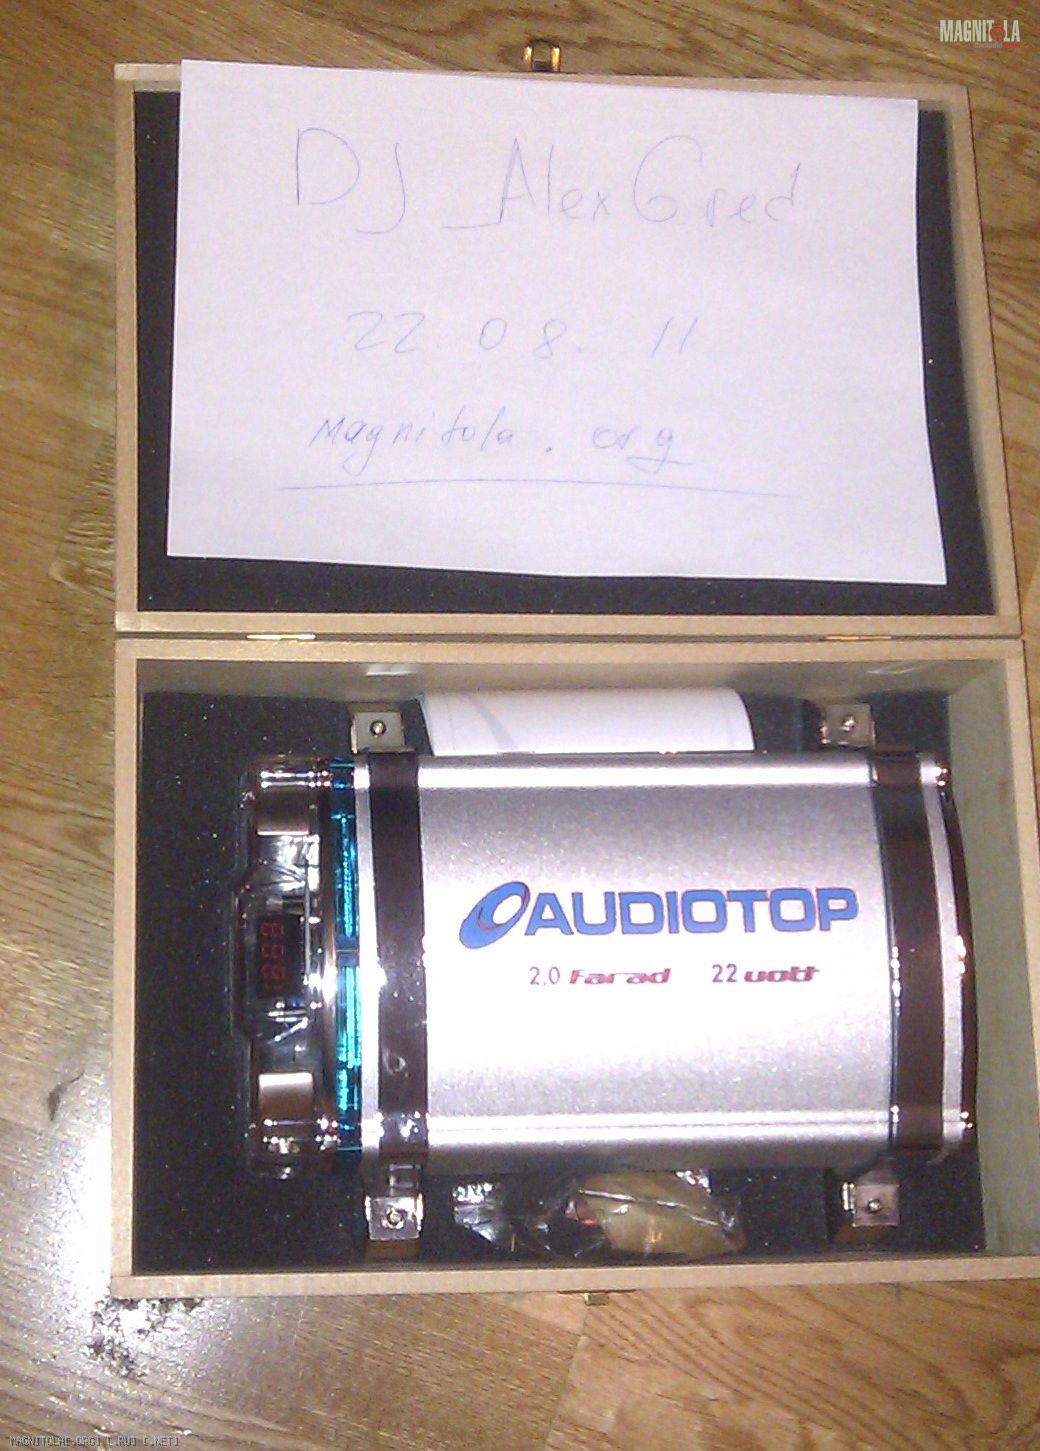 MAGNITOLA
DJ_AlexGred
22.08.11
magnitola.org
AUDIOTOP
2.0 Farad 22 volt